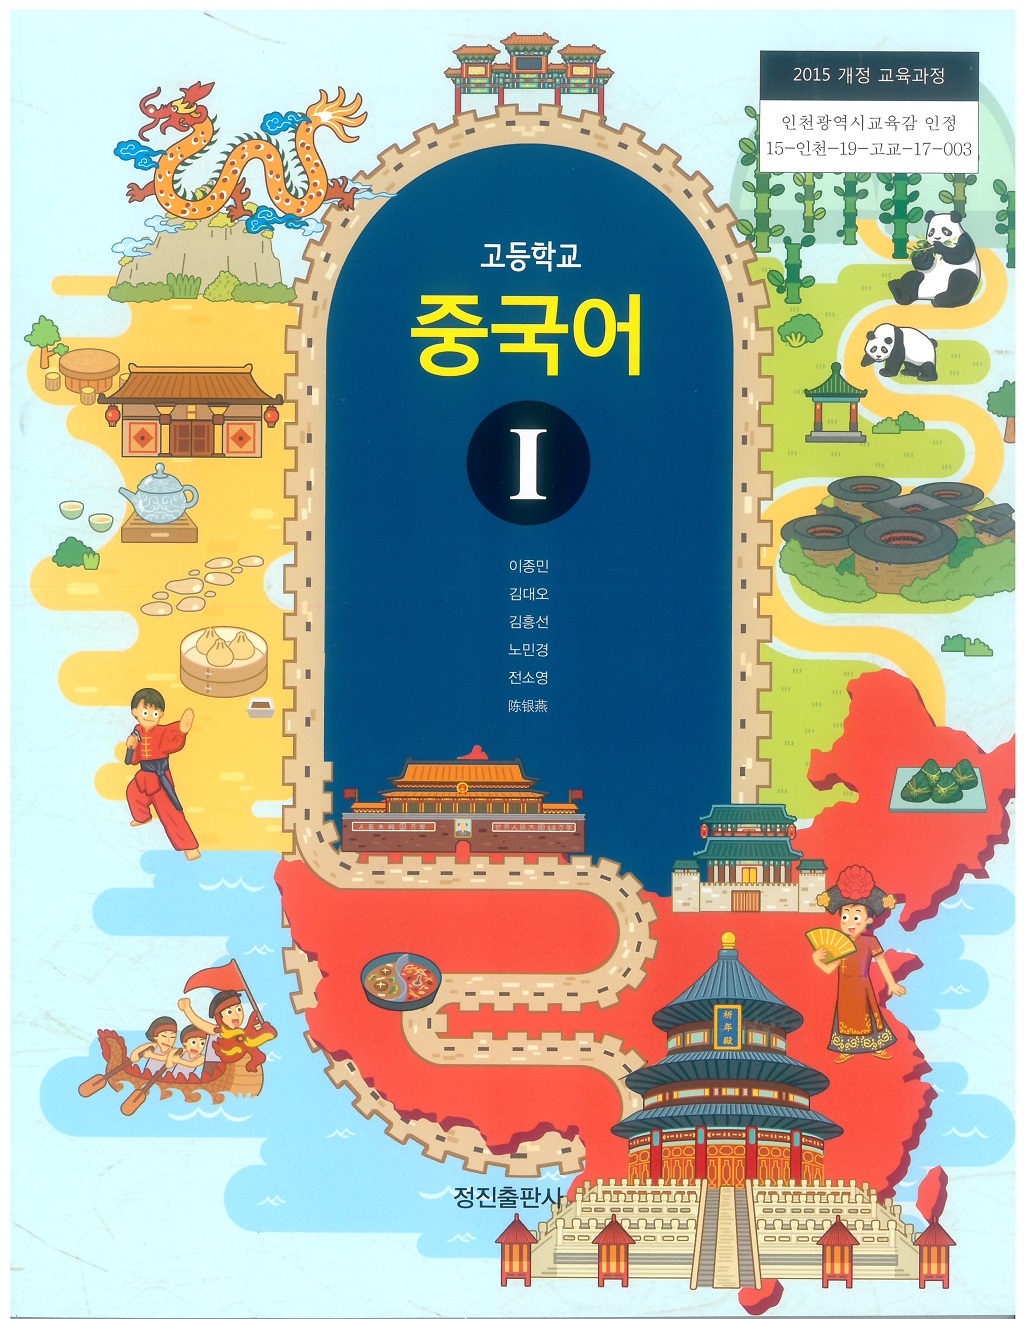 2015 개정 교육과정
인천광역시교육감 인정
15-인천-19-고교-17-003
고등학교
중국어
I
이종민
김대오
김흥선
노민경
전소영
陈银燕
祈年殿
정진출판사